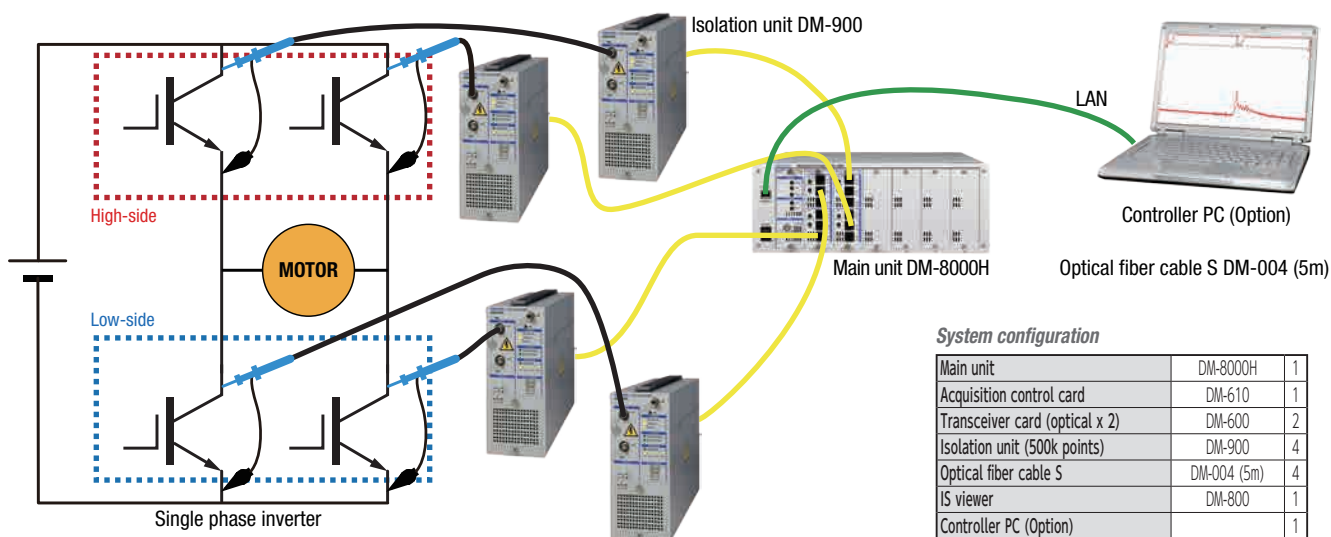 Isolation unit DM-900
LAN
High-side
MOTOR
Controller PC (Option)
Main unit DM-8000H
Optical fiber cable S DM-004 (5m)
Low-side
Single phase inverter
System configuration
Main unit DM-8000H 1
Acquisition control card DM-610 1
Transceiver card (optical x 2) DM-600 2
Isolation unit (500k points) DM-900 4
Optical fiber cable S DM-004 (5m) 4
IS viewer DM-800 1
Controller PC (Option) 1